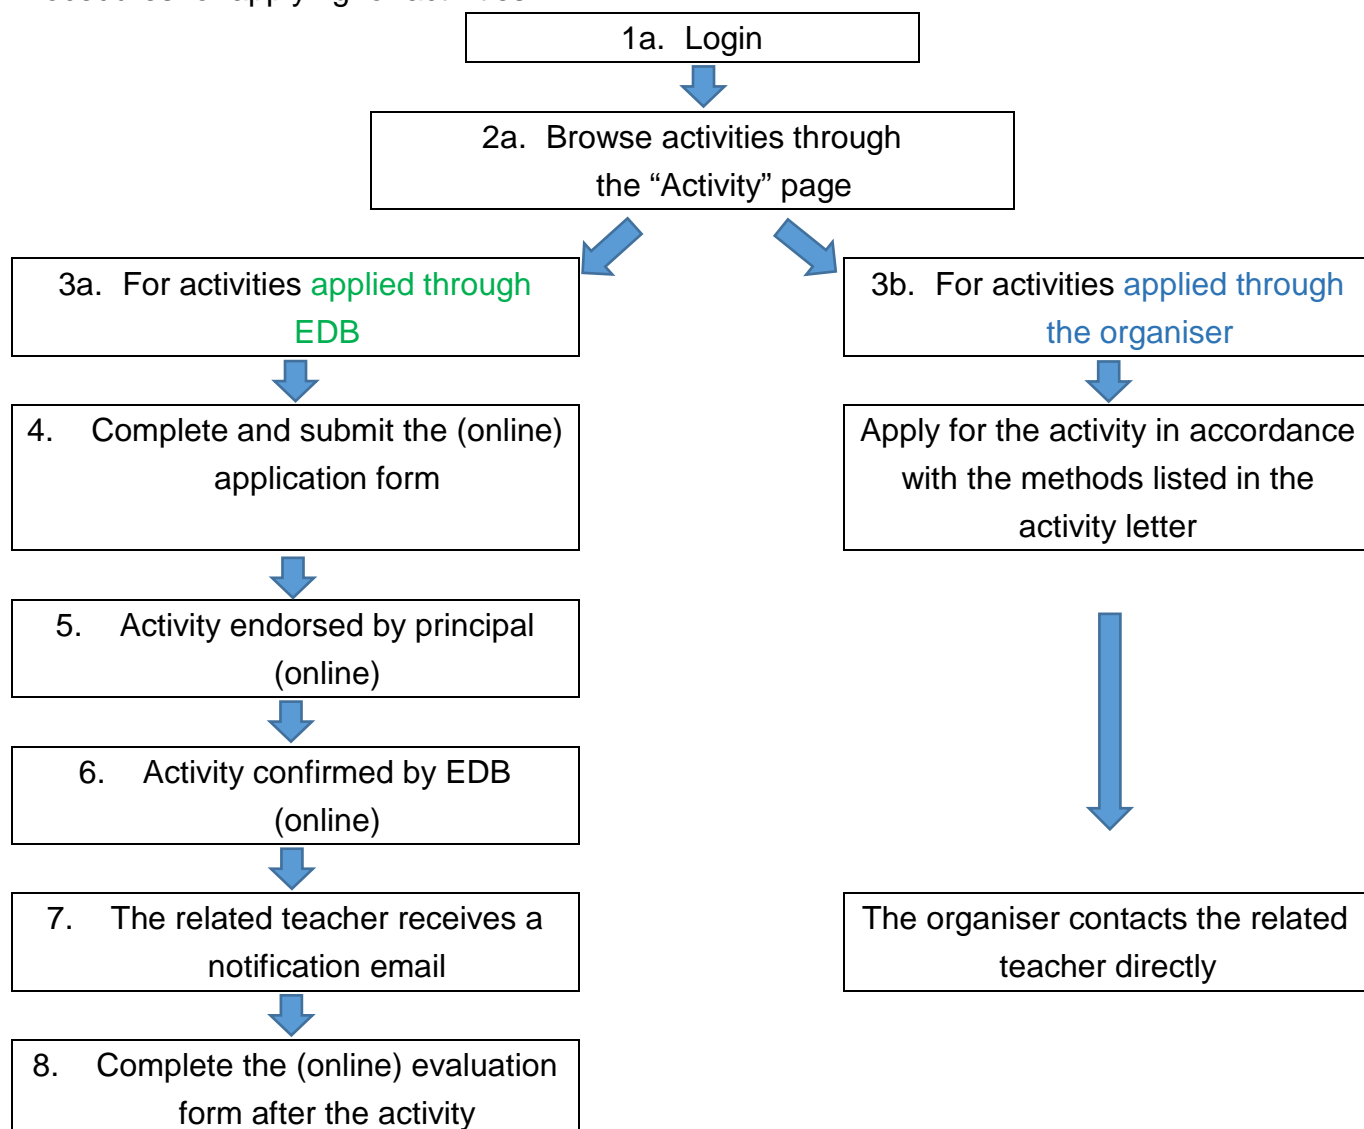 1a. Login
2a. Browse activities through
the “Activity” page
3a. For activities applied through
EDB
3b. For activities applied through
the organiser
4. Complete and submit the (online)
application form
Apply for the activity in accordance
with the methods listed in the
activity letter
5. Activity endorsed by principal
(online)
6. Activity confirmed by EDB
(online)
7. The related teacher receives a
notification email
The organiser contacts the related
teacher directly
8. Complete the (online) evaluation
form after the activity